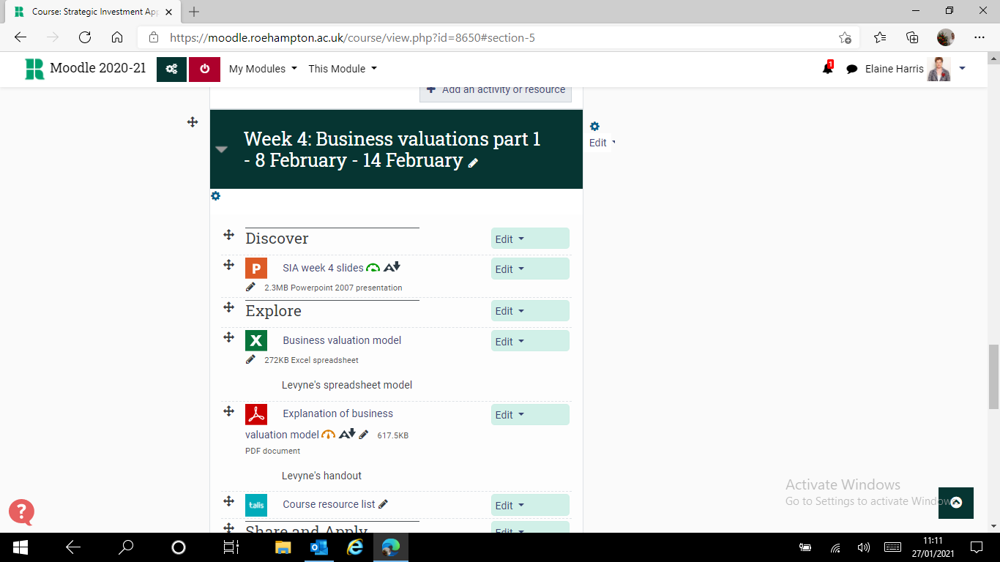 Course: Strategic Investment App
https://moodle.roehampton.ac.uk/course/view.php?id=8650#section-5
Moodle 2020-21
My Modules
This Module
1
Elaine Harris
Add an activity or resource
Week 4: Business valuations part 1
- 8 February - 14 February
Edit
Discover
Edit
P
SIA week 4 slides
Edit
2.3MB Powerpoint 2007 presentation
Explore
Edit
X
Business valuation model
Edit
272KB Excel spreadsheet
Levyne's spreadsheet model
Explanation of business
Edit
valuation model
617.5KB
PDF document
Levyne's handout
talis
Course resource list
Edit
Share and Apply
Edit
Activate Windows
Go to Settings to activate Windows
?
11:11
27/01/2021